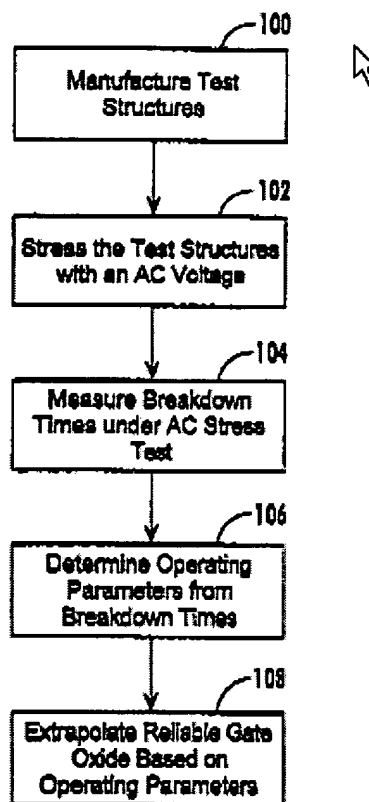 100
Manufacture Test
Structures
102
Stress the Test Structures
with an AC Voltage
104
Measure Breakdown
Times under AC Stress
Test
106
Determine Operating
Parameters from
Breakdown Times
108
Extrapolate Reliable Gate
Oxide Based on
Operating Parameters